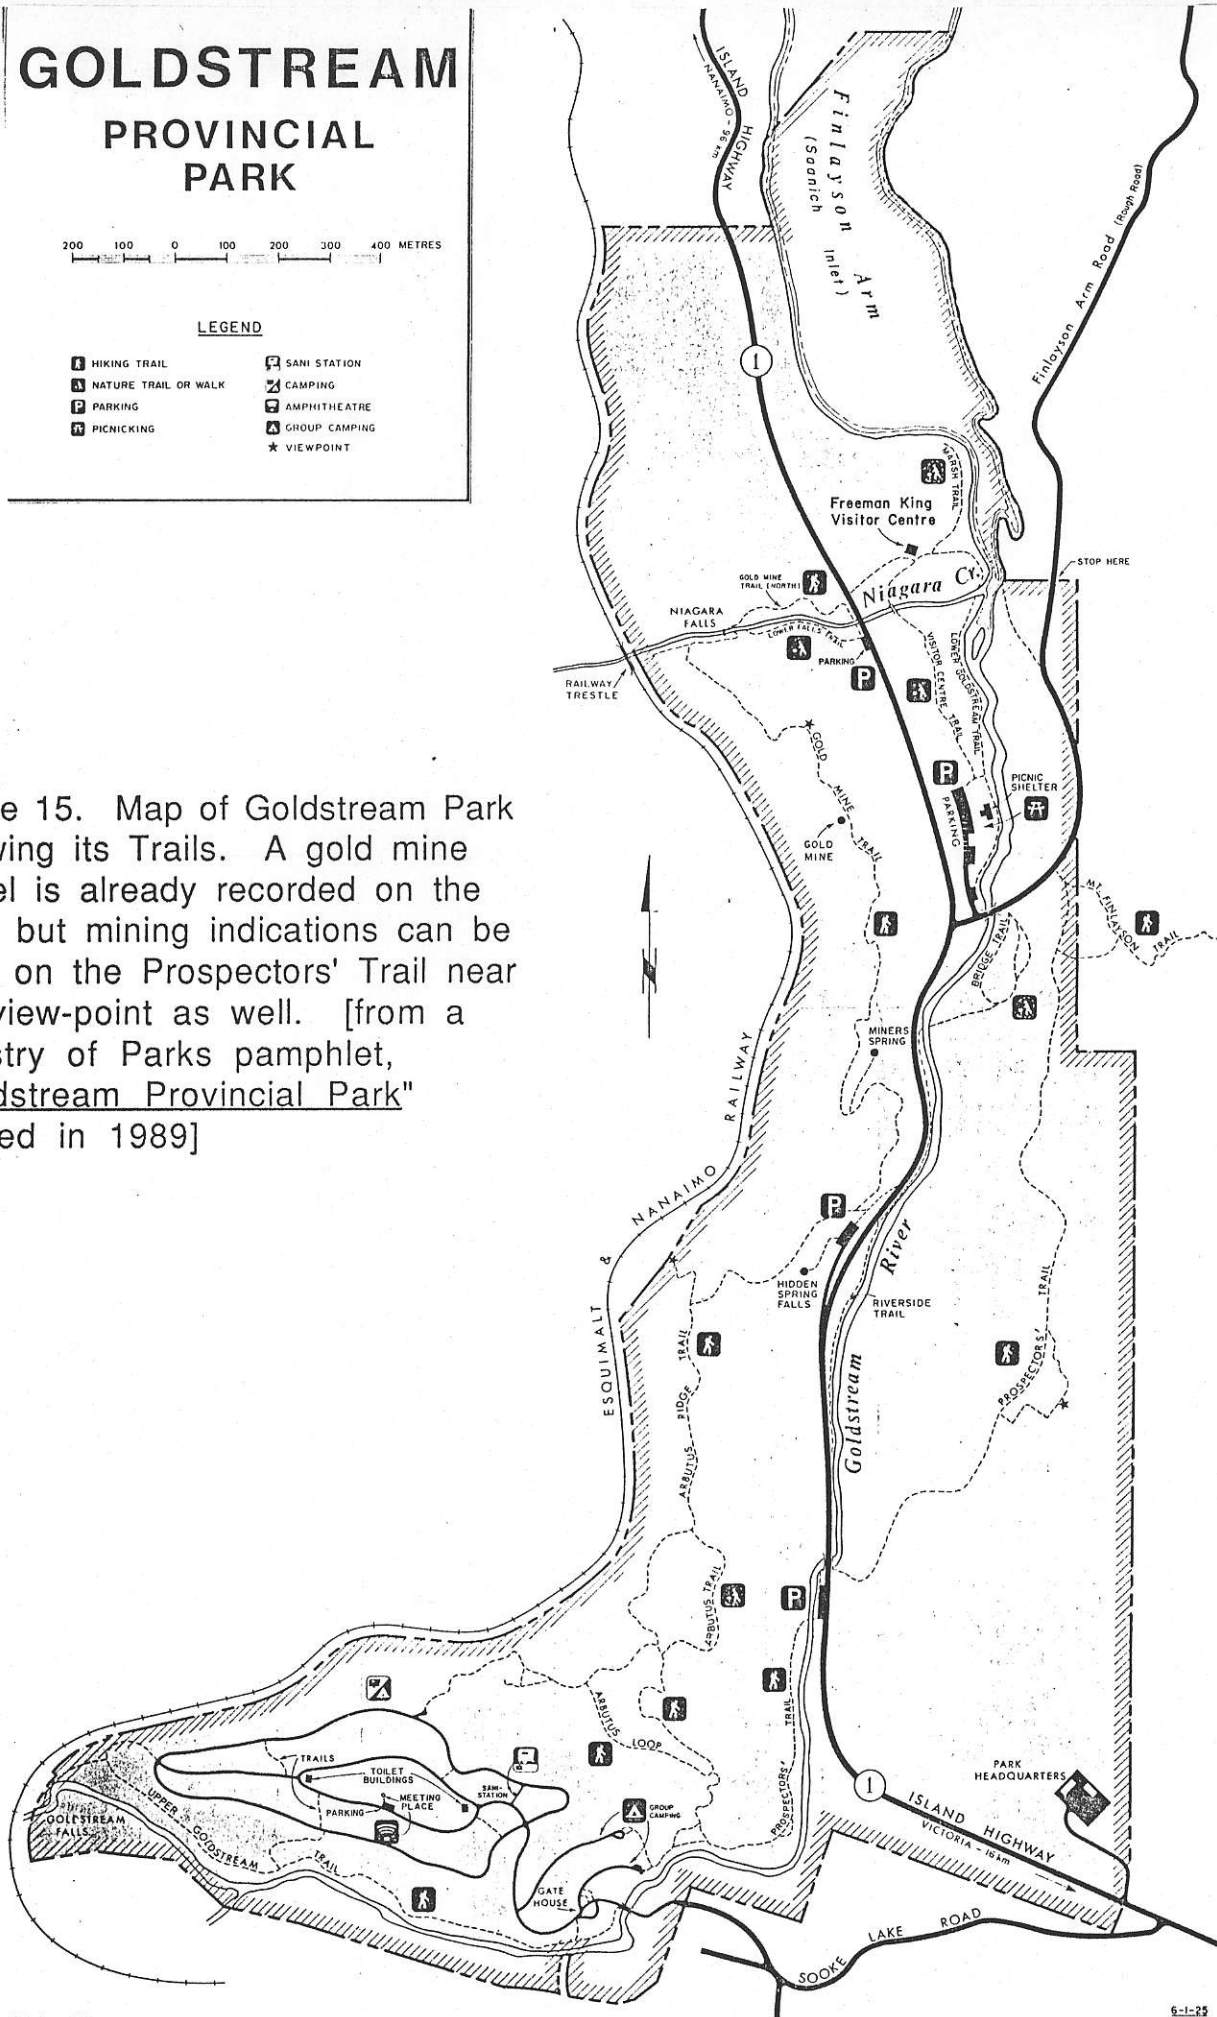 GOLDSTREAM
PROVINCIAL
PARK
200 100 0 100 200 300 400 METRES
LEGEND
HIKING TRAIL
NATURE TRAIL OR WALK
P PARKING
PICNICKING
SANI STATION
CAMPING
AMPHITHEATRE
GROUP CAMPING
★ VIEWPOINT
ISLAND HIGHWAY
NANAIMO - 96 km
Finlayson Arm
(Saanich Inlet)
Finlayson Arm Road (Rough Road)
1
MARSH TRAIL
Freeman King
Visitor Centre
STOP HERE
GOLD MINE
TRAIL (NORTH)
Niagara Cr.
NIAGARA
FALLS
LOWER FALLS TRAIL
PARKING
P
RAILWAY
TRESTLE
VISITOR CENTRE TRAIL
LOWER GOLDSTREAM TRAIL
GOLD MINE TRAIL
P
PARKING
PICNIC
SHELTER
GOLD
MINE
e 15. Map of Goldstream Park
wing its Trails. A gold mine
el is already recorded on the
but mining indications can be
on the Prospectors' Trail near
view-point as well. [from a
stry of Parks pamphlet,
dstream Provincial Park"
ed in 1989]
N
MT. FINLAYSON TRAIL
BRIDGE TRAIL
MINERS
SPRING
ESQUIMALT & NANAIMO RAILWAY
P
HIDDEN
SPRING
FALLS
Goldstream River
RIVERSIDE
TRAIL
PROSPECTORS' TRAIL
ARBUTUS RIDGE TRAIL
ARBUTUS TRAIL
P
ARBUTUS LOOP
PROSPECTORS' TRAIL
TRAILS
TOILET
BUILDINGS
SANI-
STATION
PARKING
MEETING
PLACE
GROUP
CAMPING
GOLDSTREAM
FALLS
UPPER GOLDSTREAM TRAIL
GATE
HOUSE
1
ISLAND HIGHWAY
VICTORIA - 16 km
PARK
HEADQUARTERS
SOOKE LAKE ROAD
6-1-25